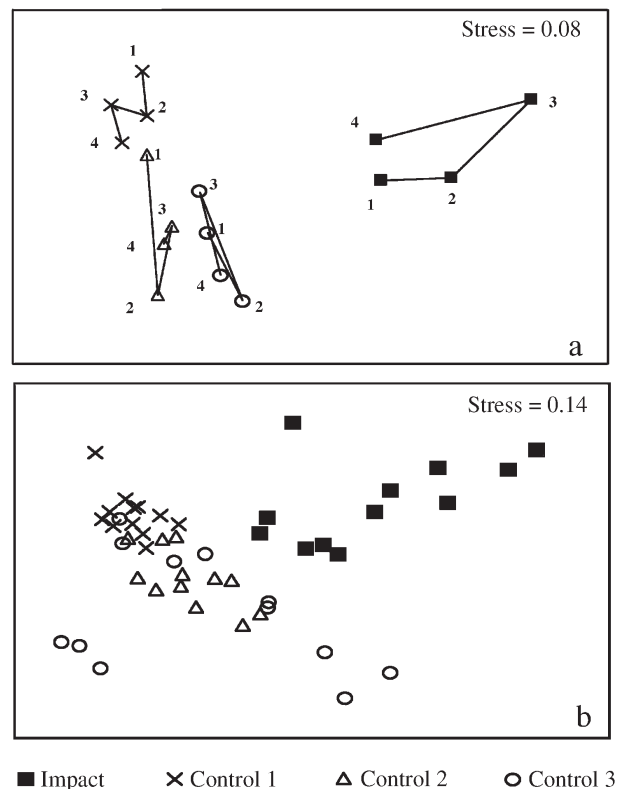 Stress = 0.08
1
3
2
4
1
3
4
2
3
1
4
2
4
3
1
2
a
Stress = 0.14
b
Impact
Control 1
Control 2
Control 3